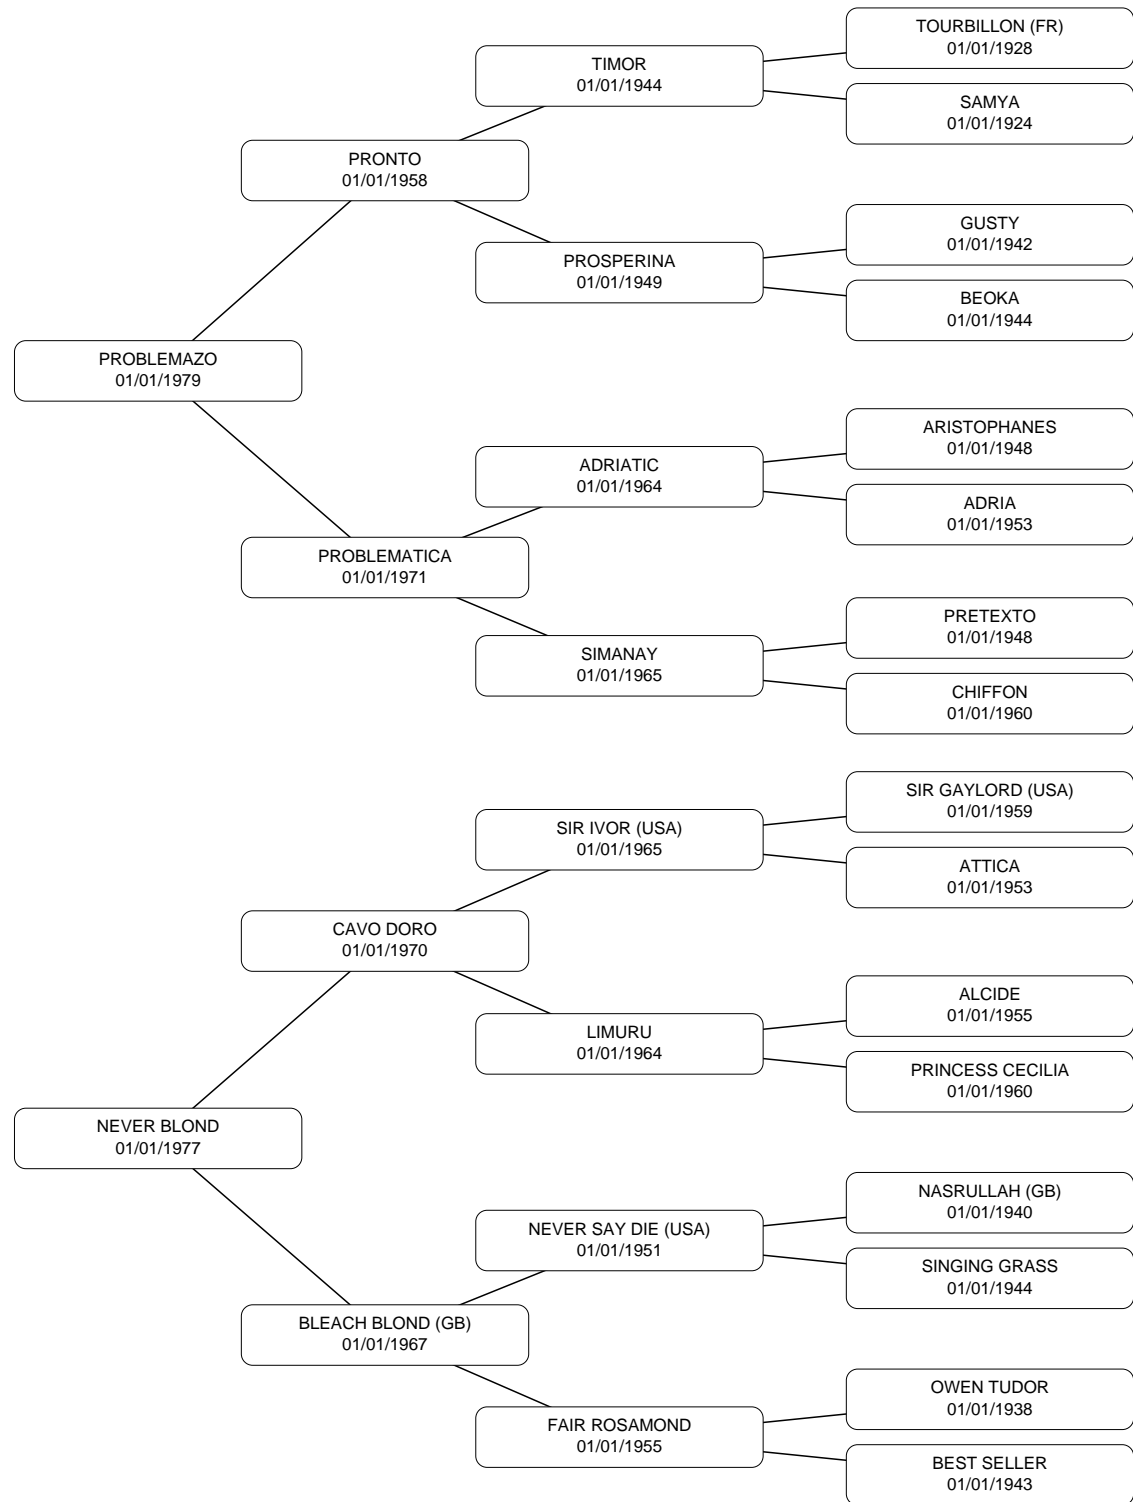 TOURBILLON (FR)
01/01/1928
TIMOR
01/01/1944
SAMYA
01/01/1924
PRONTO
01/01/1958
GUSTY
01/01/1942
PROSPERINA
01/01/1949
BEOKA
01/01/1944
PROBLEMAZO
01/01/1979
ARISTOPHANES
01/01/1948
ADRIATIC
01/01/1964
ADRIA
01/01/1953
PROBLEMATICA
01/01/1971
PRETEXTO
01/01/1948
SIMANAY
01/01/1965
CHIFFON
01/01/1960
SIR GAYLORD (USA)
01/01/1959
SIR IVOR (USA)
01/01/1965
ATTICA
01/01/1953
CAVO DORO
01/01/1970
ALCIDE
01/01/1955
LIMURU
01/01/1964
PRINCESS CECILIA
01/01/1960
NEVER BLOND
01/01/1977
NASRULLAH (GB)
01/01/1940
NEVER SAY DIE (USA)
01/01/1951
SINGING GRASS
01/01/1944
BLEACH BLOND (GB)
01/01/1967
OWEN TUDOR
01/01/1938
FAIR ROSAMOND
01/01/1955
BEST SELLER
01/01/1943